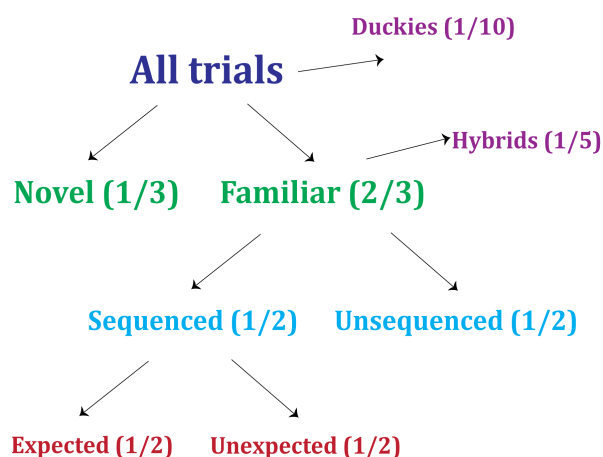 Duckies (1/10)
All trials
Hybrids (1/5)
Novel (1/3)
Familiar (2/3)
Sequenced (1/2)
Unsequenced (1/2)
Expected (1/2)
Unexpected (1/2)